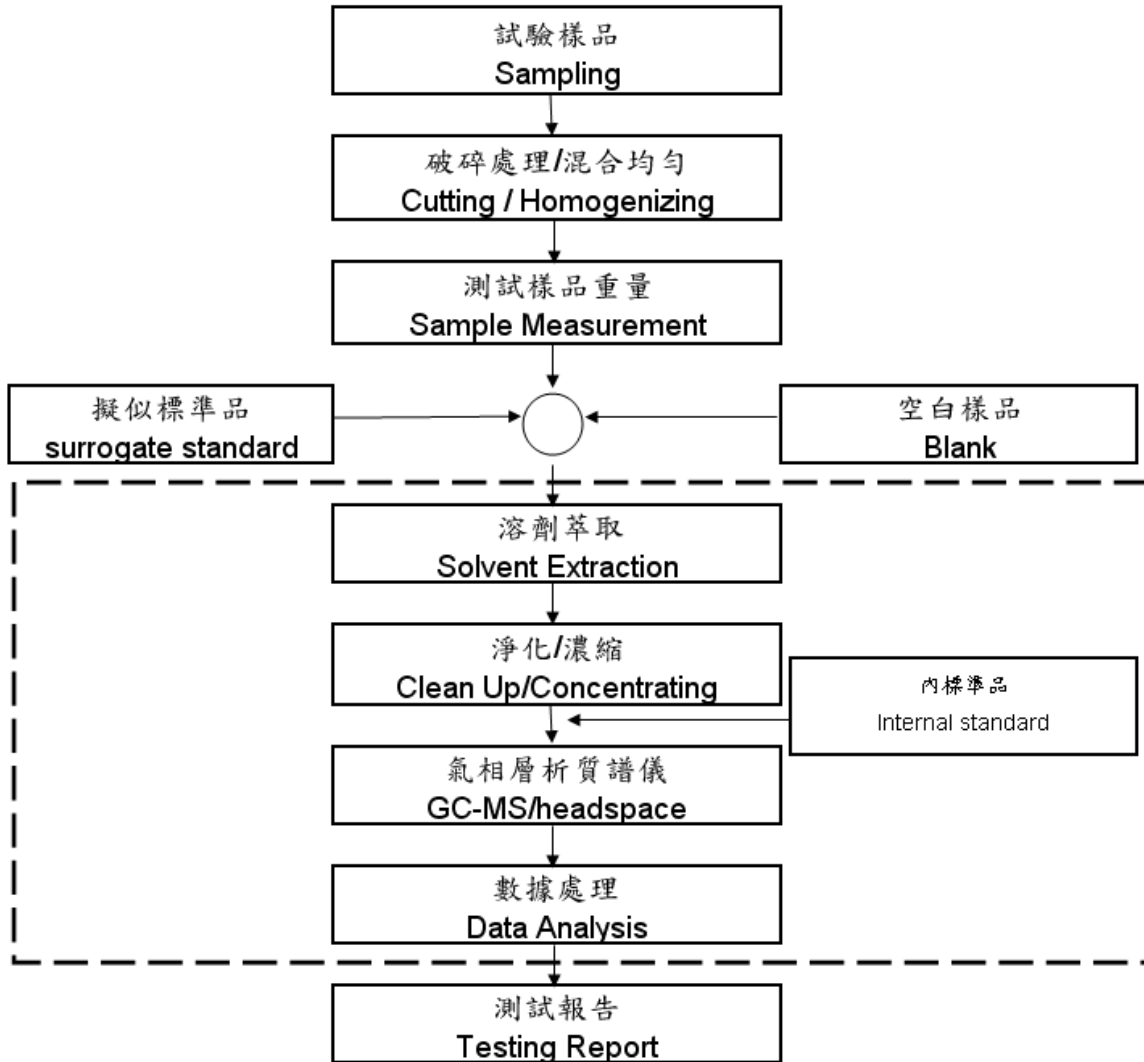 試驗樣品
Sampling
破碎處理/混合均勻
Cutting / Homogenizing
測試樣品重量
Sample Measurement
擬似標準品
surrogate standard
空白樣品
Blank
溶劑萃取
Solvent Extraction
淨化/濃縮
Clean Up/Concentrating
內標準品
Internal standard
氣相層析質譜儀
GC-MS/headspace
數據處理
Data Analysis
測試報告
Testing Report